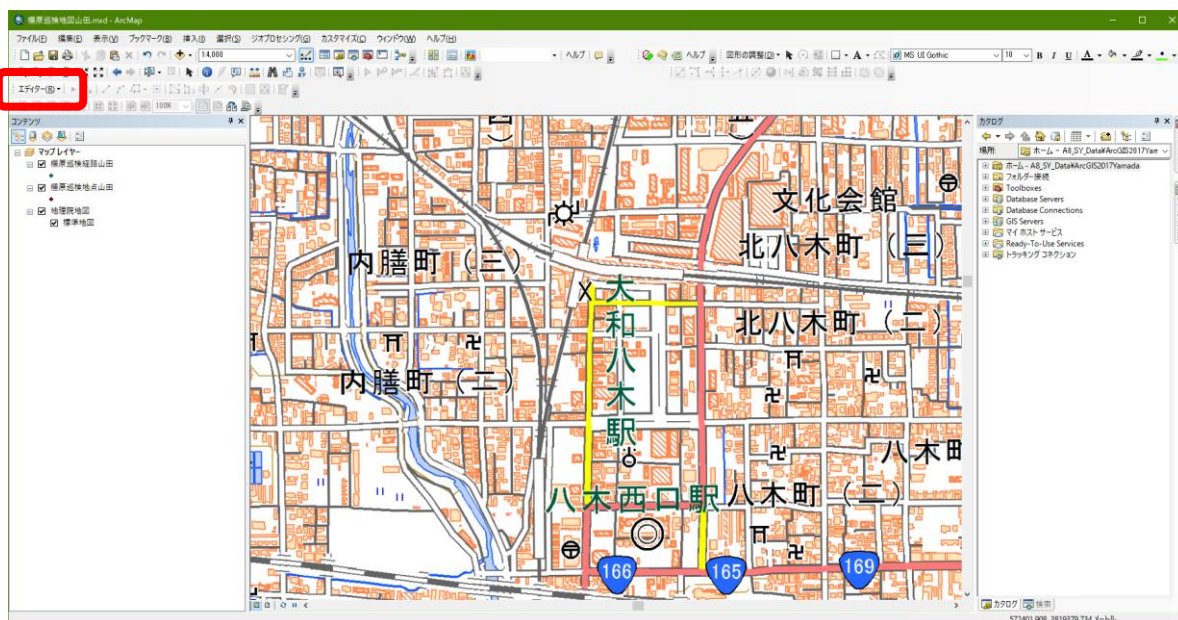 橿原巡検地図山田.mxd - ArcMap
ファイル(F) 編集(E) 表示(V) ブックマーク(B) 挿入(I) 選択(S) ジオプロセシング(G) カスタマイズ(C) ウィンドウ(W) ヘルプ(H)
1:4,000 ヘルプ ヘルプ 図形の調整(D) A MS UI Gothic 10 B I U A
エディター(R)
100%
コンテンツ
マップ レイヤー
橿原巡検経路山田
橿原巡検地点山田
地理院地図
標準地図
文化会館
内膳町(三)
北八木町(三)
大和八木駅
北八木町(二)
内膳町(二)
八木町
八木西口駅
八木町(二)
166
165
169
カタログ
場所: ホーム - A8_SY_Data¥ArcGIS2017Yam
ホーム - A8_SY_Data¥ArcGIS2017Yamada
フォルダー接続
Toolboxes
Database Servers
Database Connections
GIS Servers
マイ ホスト サービス
Ready-To-Use Services
トラッキング コネクション
カタログ 検索
572401.908 3819379.734 メートル